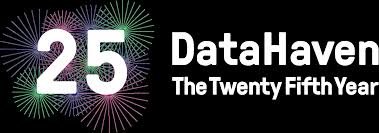 25
DataHaven
The Twenty Fifth Year